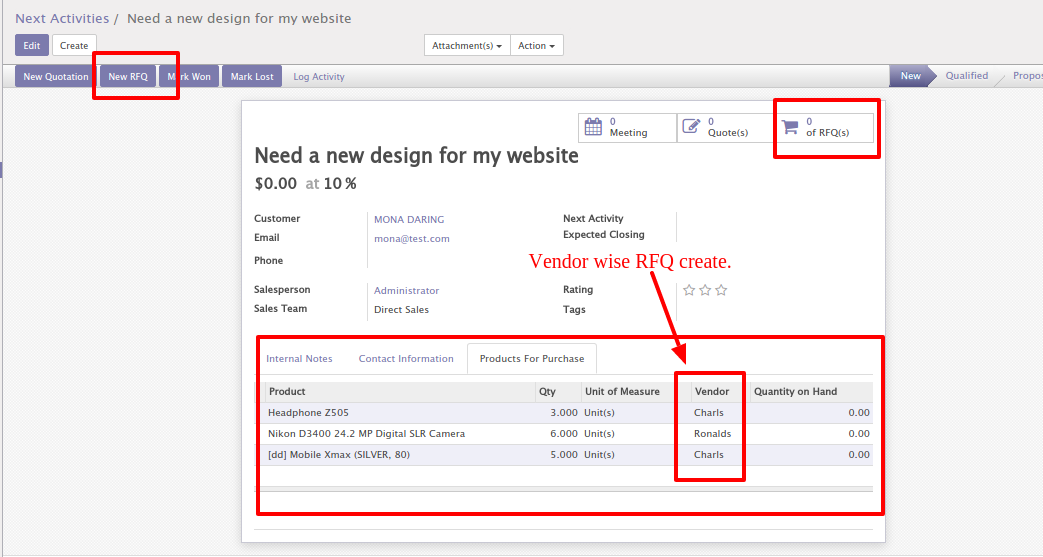 Next Activities / Need a new design for my website
Edit Create Attachment(s) Action
New Quotation New RFQ Mark Won Mark Lost Log Activity New Qualified Propos
0 Meeting 0 Quote(s) 0 of RFQ(s)
Need a new design for my website
$0.00 at 10 %
Customer MONA DARING Next Activity
Email mona@test.com Expected Closing
Phone
Vendor wise RFQ create.
Salesperson Administrator Rating
Sales Team Direct Sales Tags
Internal Notes Contact Information Products For Purchase
Product Qty Unit of Measure Vendor Quantity on Hand
Headphone Z505 3.000 Unit(s) Charls 0.00
Nikon D3400 24.2 MP Digital SLR Camera 6.000 Unit(s) Ronalds 0.00
[dd] Mobile Xmax (SILVER, 80) 5.000 Unit(s) Charls 0.00